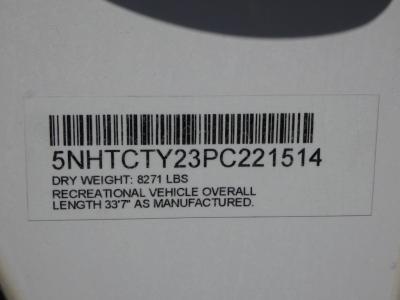 5NHTCTY23PC221514
DRY WEIGHT: 8271 LBS
RECREATIONAL VEHICLE OVERALL
LENGTH 33'7" AS MANUFACTURED.